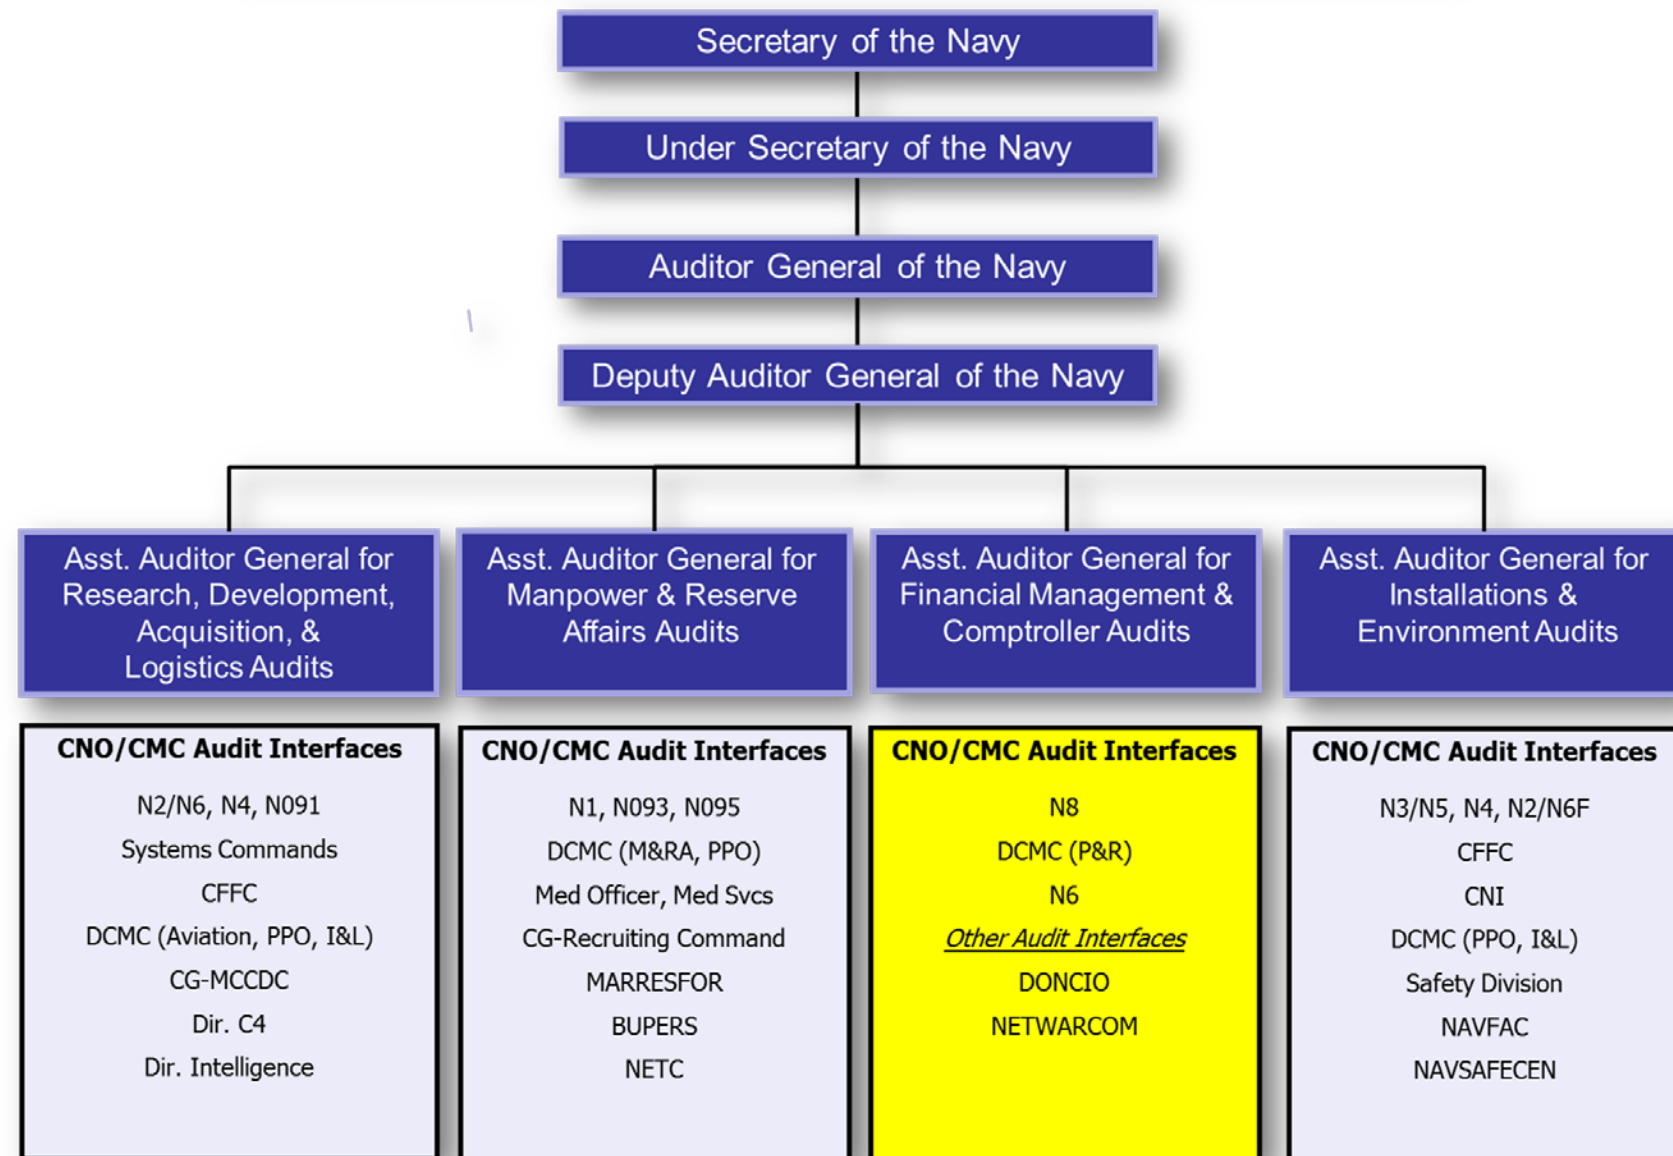 Secretary of the Navy
Under Secretary of the Navy
Auditor General of the Navy
Deputy Auditor General of the Navy
Asst. Auditor General for
Research, Development,
Acquisition, &
Logistics Audits
Asst. Auditor General for
Manpower & Reserve
Affairs Audits
Asst. Auditor General for
Financial Management &
Comptroller Audits
Asst. Auditor General for
Installations &
Environment Audits
CNO/CMC Audit Interfaces
N2/N6, N4, N091
Systems Commands
CFFC
DCMC (Aviation, PPO, I&L)
CG-MCCDC
Dir. C4
Dir. Intelligence
CNO/CMC Audit Interfaces
N1, N093, N095
DCMC (M&RA, PPO)
Med Officer, Med Svcs
CG-Recruiting Command
MARRESFOR
BUPERS
NETC
CNO/CMC Audit Interfaces
N8
DCMC (P&R)
N6
Other Audit Interfaces
DONCIO
NETWARCOM
CNO/CMC Audit Interfaces
N3/N5, N4, N2/N6F
CFFC
CNI
DCMC (PPO, I&L)
Safety Division
NAVFAC
NAVSAFECEN